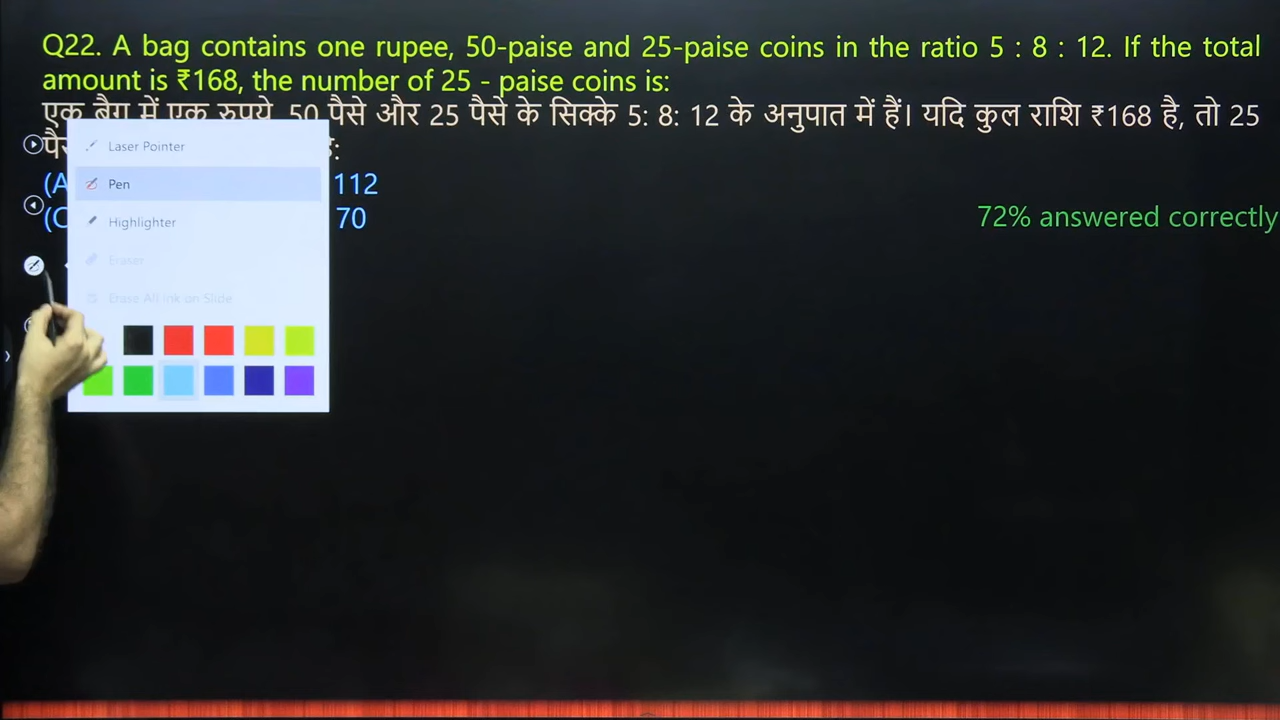 Q22. A bag contains one rupee, 50-paise and 25-paise coins in the ratio 5 : 8 : 12. If the total
amount is ₹168, the number of 25 - paise coins is:
एक बैग में एक रुपये, 50 पैसे और 25 पैसे के सिक्के 5: 8: 12 के अनुपात में हैं। यदि कुल राशि ₹168 है, तो 25
(A 112
(C 70
72% answered correctly
Laser Pointer
Pen
Highlighter
Eraser
Erase All Ink on Slide